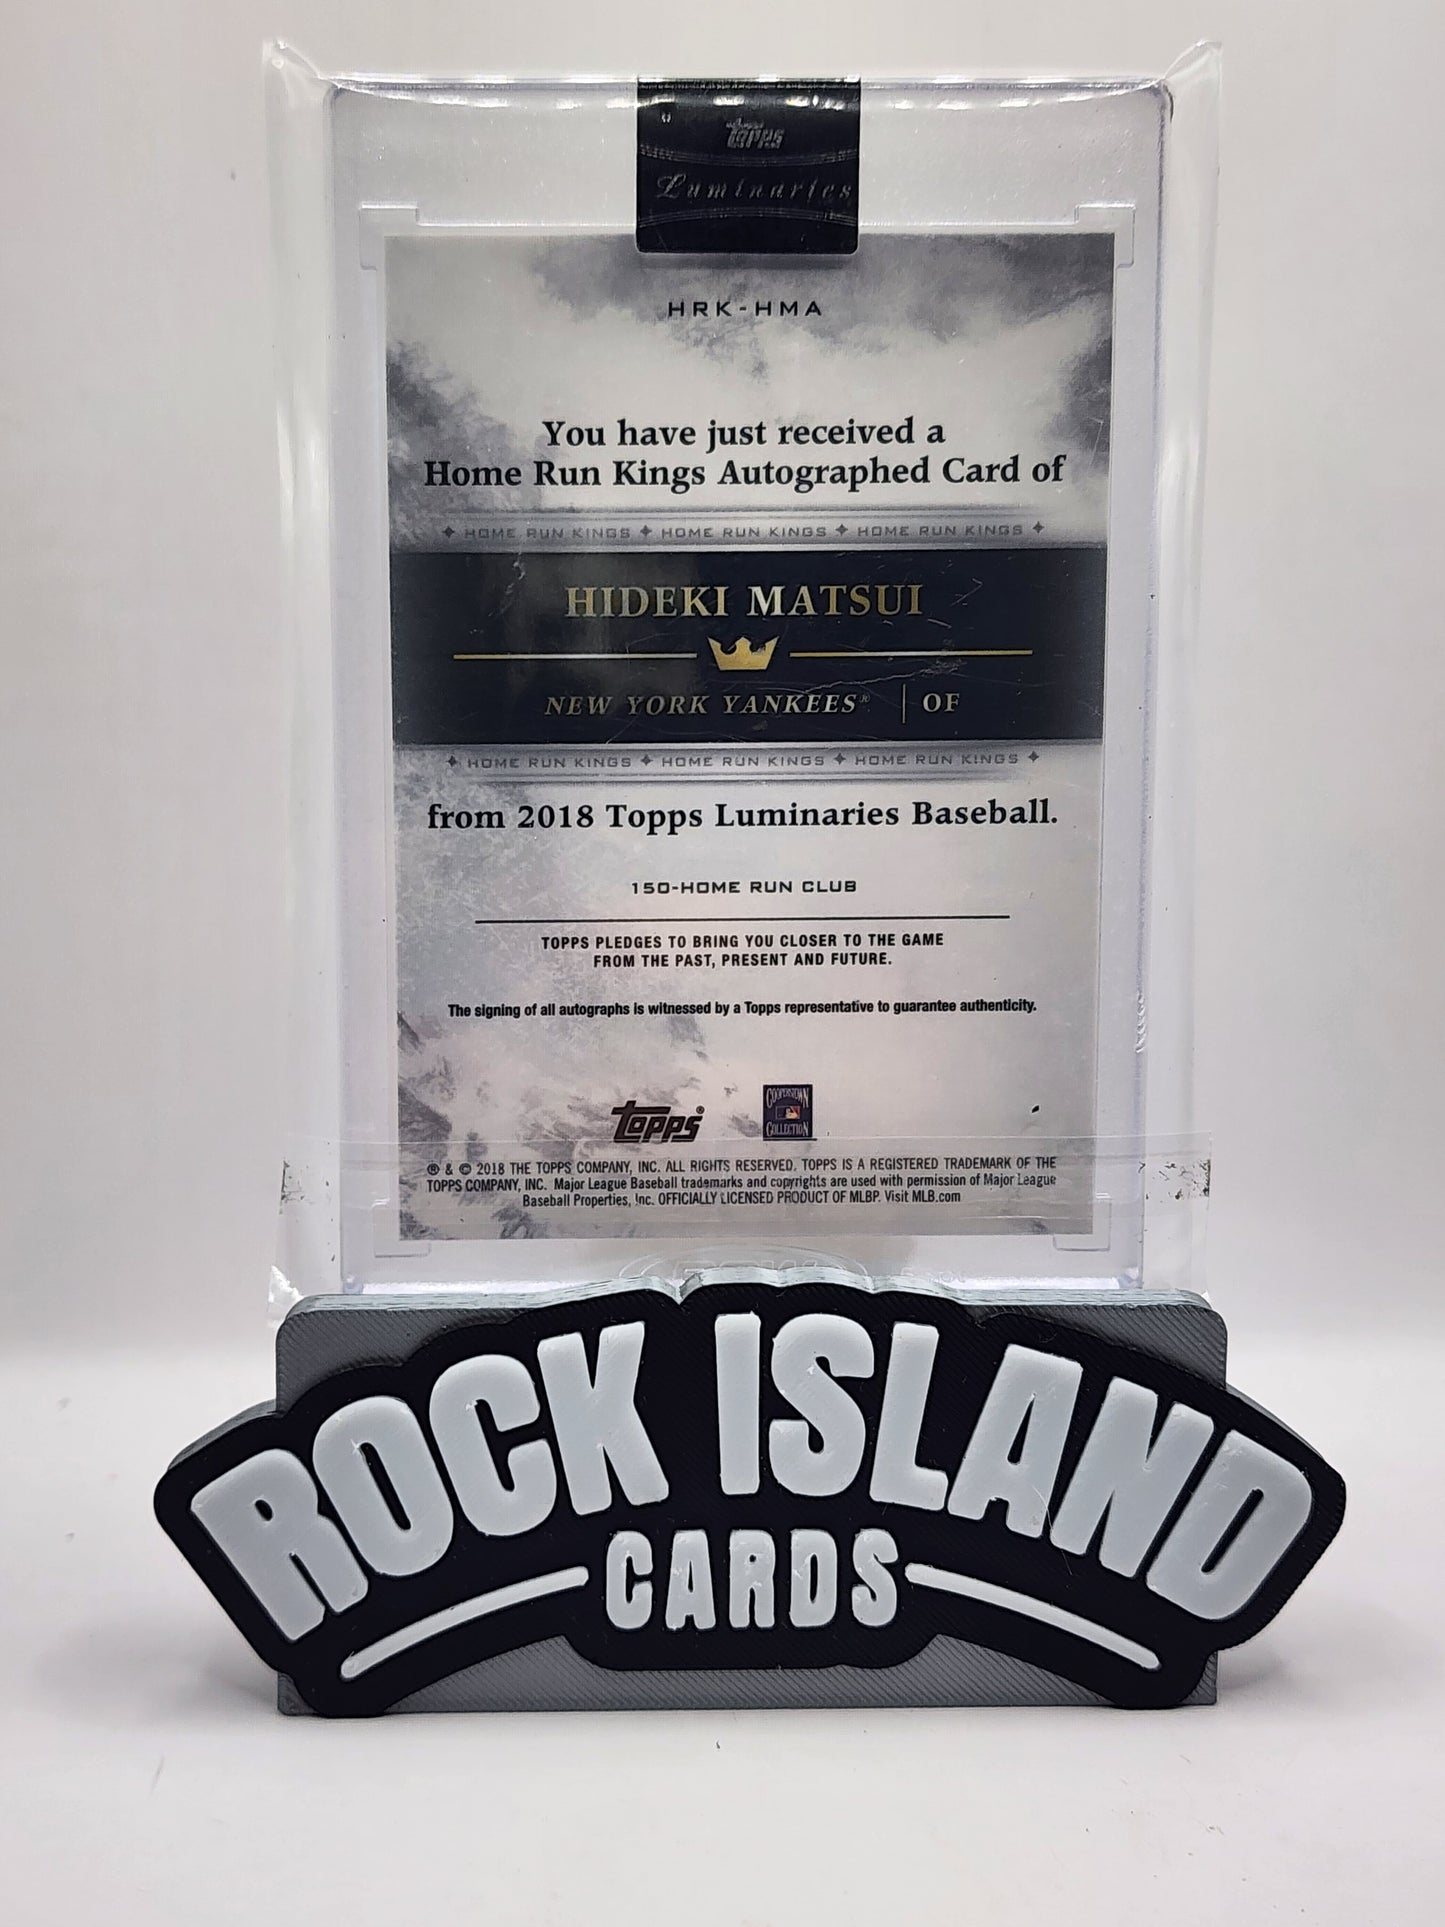 Topps
Luminaries
HRK-HMA
You have just received a
Home Run Kings Autographed Card of
✦ HOME RUN KINGS ✦ HOME RUN KINGS ✦ HOME RUN KINGS ✦
HIDEKI MATSUI
NEW YORK YANKEES® | OF
✦ HOME RUN KINGS ✦ HOME RUN KINGS ✦ HOME RUN KINGS ✦
from 2018 Topps Luminaries Baseball.
150-HOME RUN CLUB
TOPPS PLEDGES TO BRING YOU CLOSER TO THE GAME
FROM THE PAST, PRESENT AND FUTURE.
The signing of all autographs is witnessed by a Topps representative to guarantee authenticity.
Topps®
COOPERSTOWN
COLLECTION
® & © 2018 THE TOPPS COMPANY, INC. ALL RIGHTS RESERVED. TOPPS IS A REGISTERED TRADEMARK OF THE
TOPPS COMPANY, INC. Major League Baseball trademarks and copyrights are used with permission of Major League
Baseball Properties, Inc. OFFICIALLY LICENSED PRODUCT OF MLBP. Visit MLB.com
ROCK ISLAND
CARDS